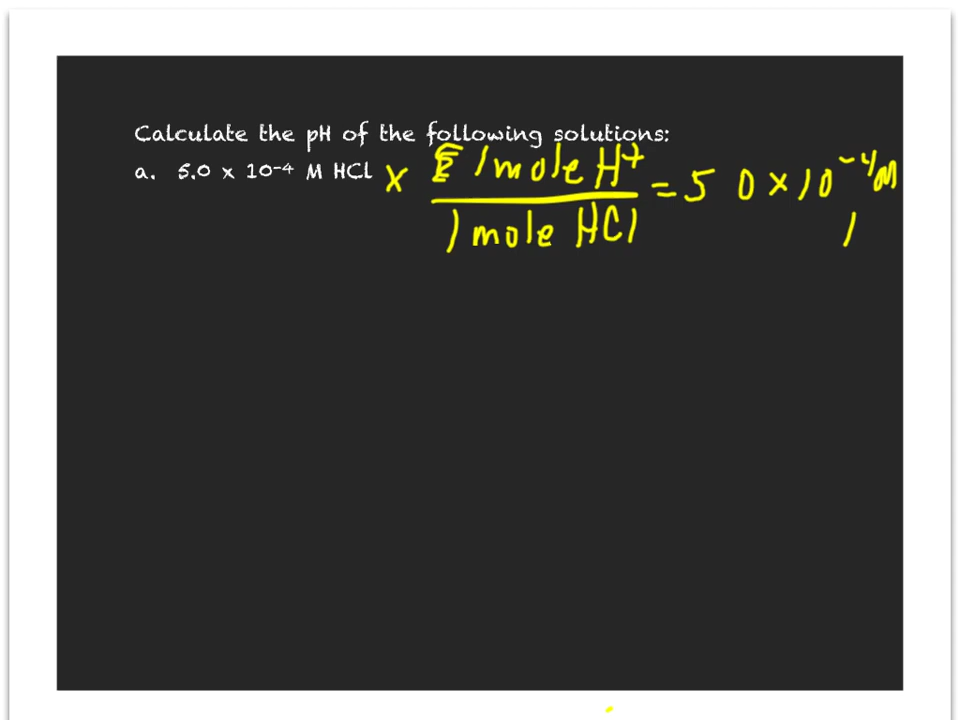 Calculate the pH of the following solutions:
a. 5.0 x 10⁻⁴ M HCl x 1 mole H⁺ / 1 mole HCl = 5 0 x 10⁻⁴ M